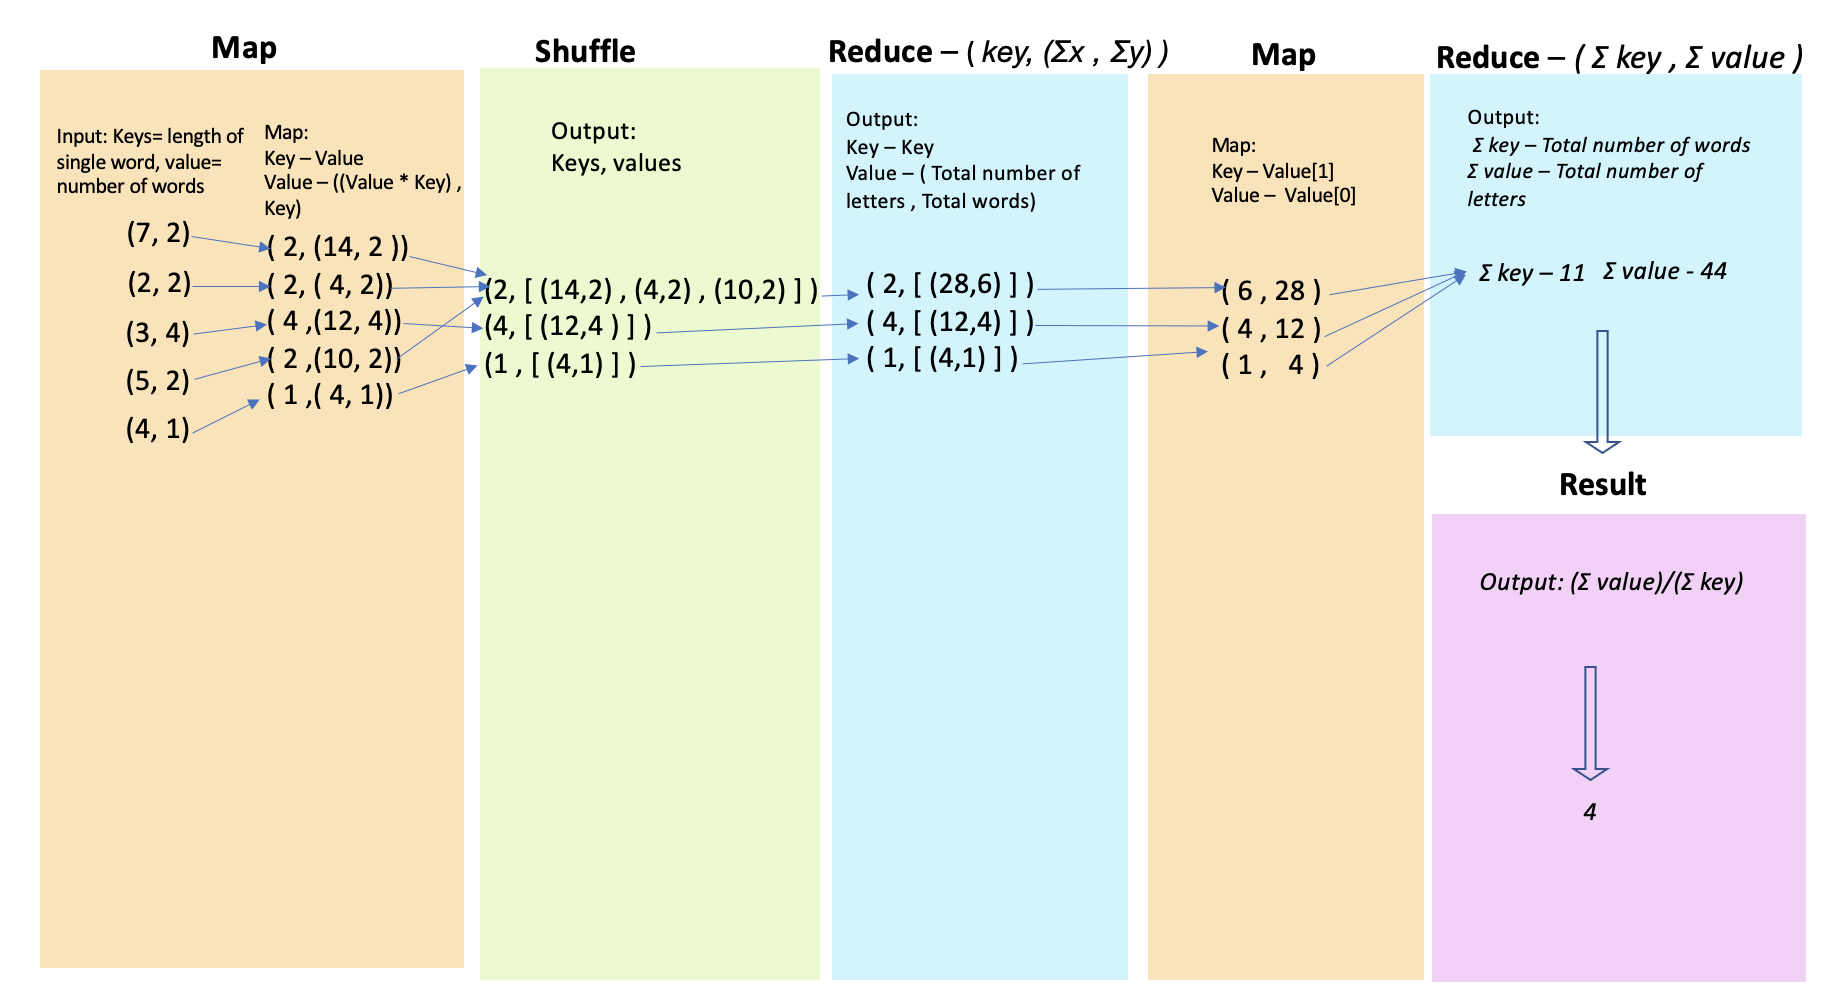 Map
Input: Keys= length of
single word, value=
number of words
(7, 2)
(2, 2)
(3, 4)
(5, 2)
(4, 1)
Map:
Key – Value
Value – ((Value * Key) ,
Key)
( 2, (14, 2 ))
( 2, ( 4, 2))
( 4 ,(12, 4))
( 2 ,(10, 2))
( 1 ,( 4, 1))
Shuffle
Output:
Keys, values
(2, [ (14,2) , (4,2) , (10,2) ] )
(4, [ (12,4 ) ] )
(1 , [ (4,1) ] )
Reduce – ( key, (Σx , Σy) )
Output:
Key – Key
Value – ( Total number of
letters , Total words)
( 2, [ (28,6) ] )
( 4, [ (12,4) ] )
( 1, [ (4,1) ] )
Map
Map:
Key – Value[1]
Value – Value[0]
( 6 , 28 )
( 4 , 12 )
( 1 , 4 )
Reduce – ( Σ key , Σ value )
Output:
Σ key – Total number of words
Σ value – Total number of
letters
Σ key – 11 Σ value - 44
Result
Output: (Σ value)/(Σ key)
4